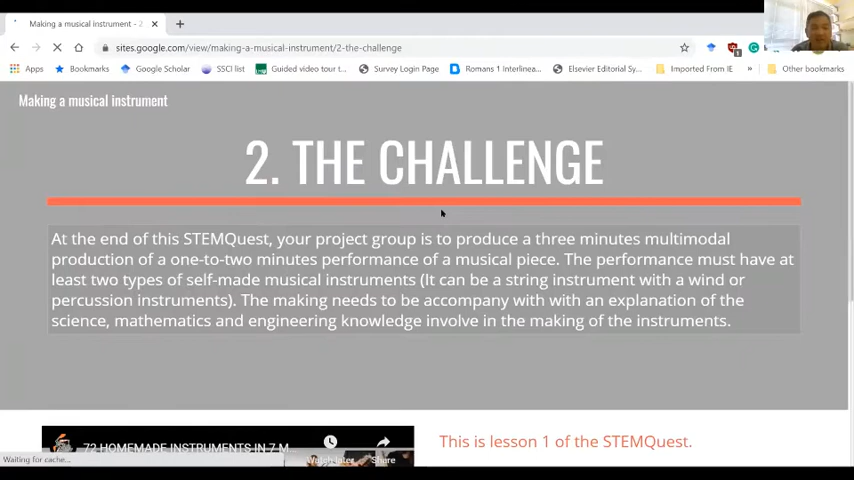 Making a musical instrument - 2
sites.google.com/view/making-a-musical-instrument/2-the-challenge
Apps Bookmarks Google Scholar SSCI list Guided video tour t... Survey Login Page Romans 1 Interlinea... Elsevier Editorial Sy... Imported From IE » Other bookmarks
Making a musical instrument
2. THE CHALLENGE
At the end of this STEMQuest, your project group is to produce a three minutes multimodal
production of a one-to-two minutes performance of a musical piece. The performance must have at
least two types of self-made musical instruments (It can be a string instrument with a wind or
percussion instruments). The making needs to be accompany with with an explanation of the
science, mathematics and engineering knowledge involve in the making of the instruments.
72 HOMEMADE INSTRUMENTS IN 7 M...
Watch later Share
This is lesson 1 of the STEMQuest.
Waiting for cache...